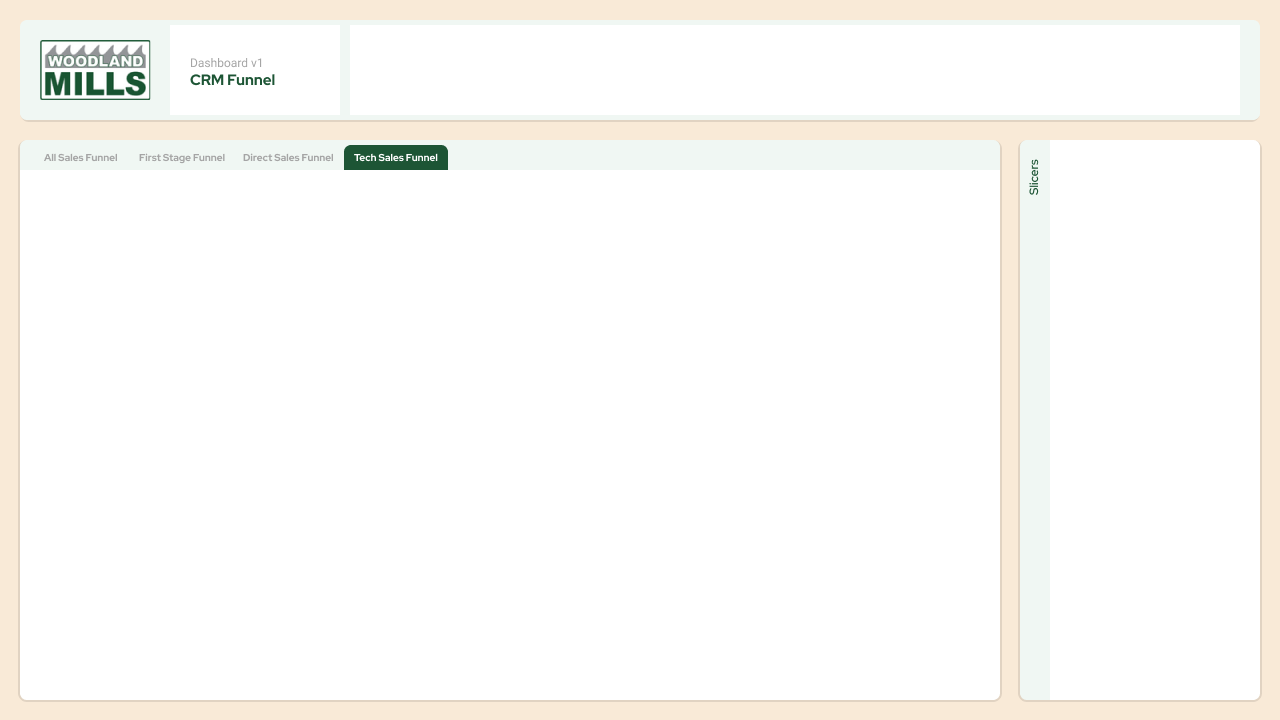 WOODLAND
MILLS
Dashboard v1
CRM Funnel
All Sales Funnel
First Stage Funnel
Direct Sales Funnel
Tech Sales Funnel
Slicers